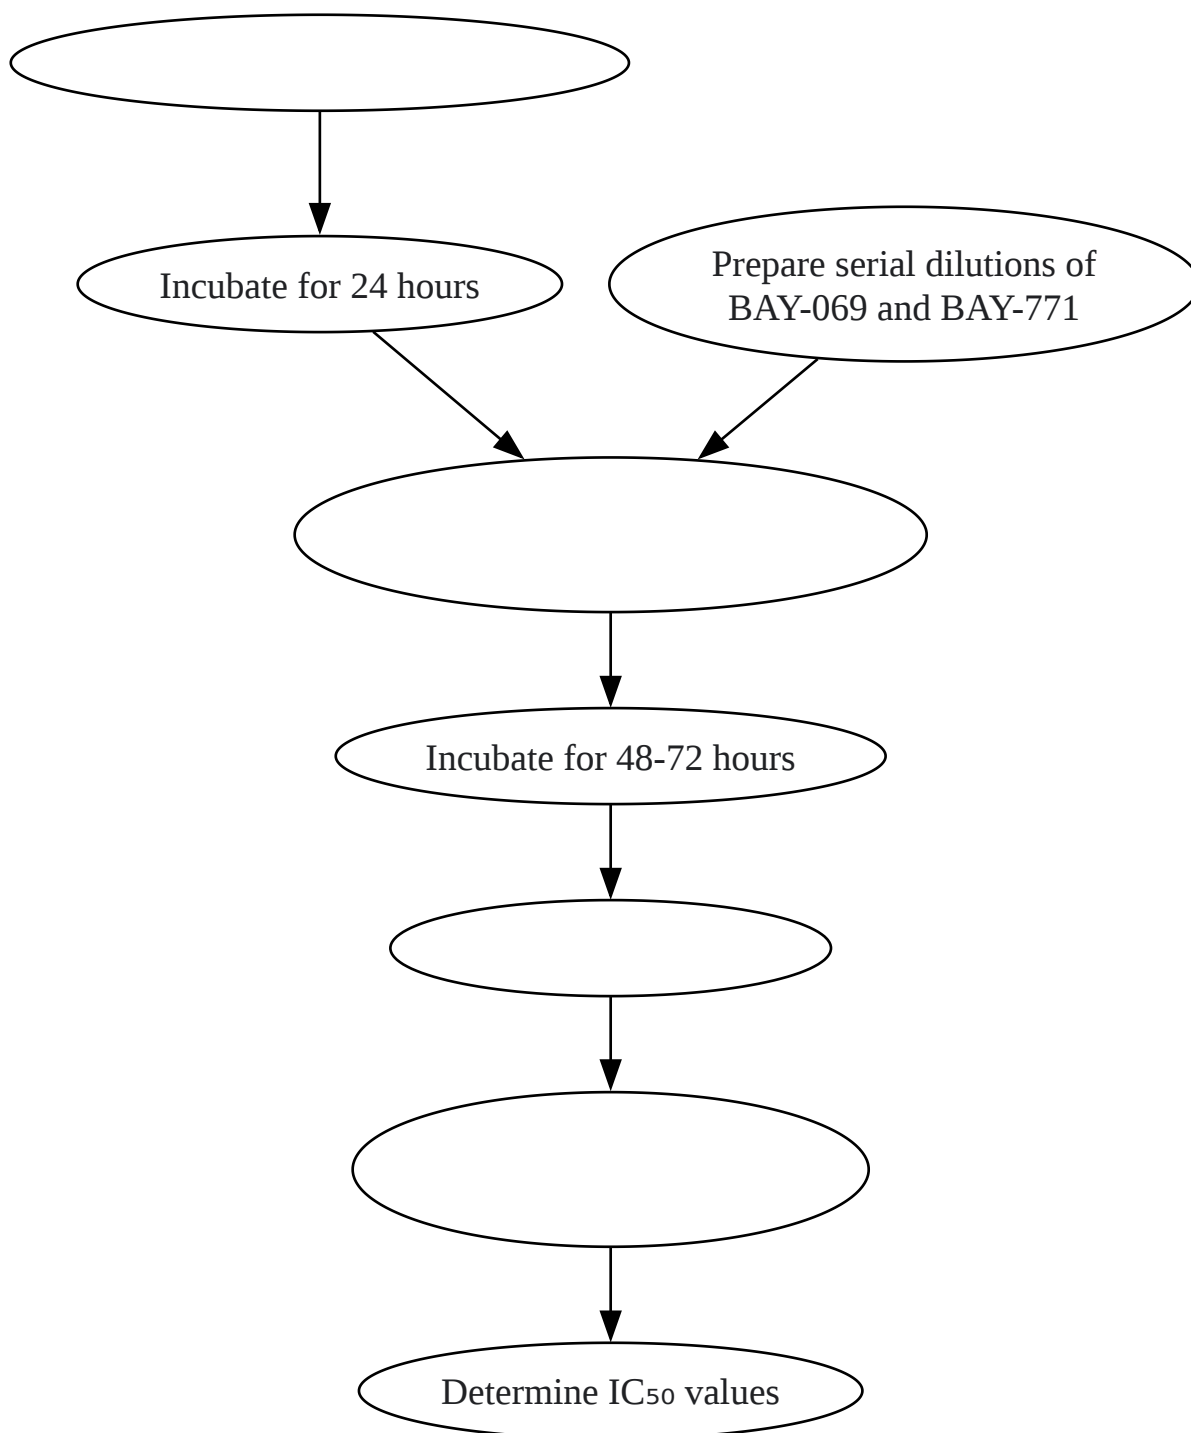 Incubate for 24 hours
Prepare serial dilutions of
BAY-069 and BAY-771
Incubate for 48-72 hours
Determine IC₅₀ values